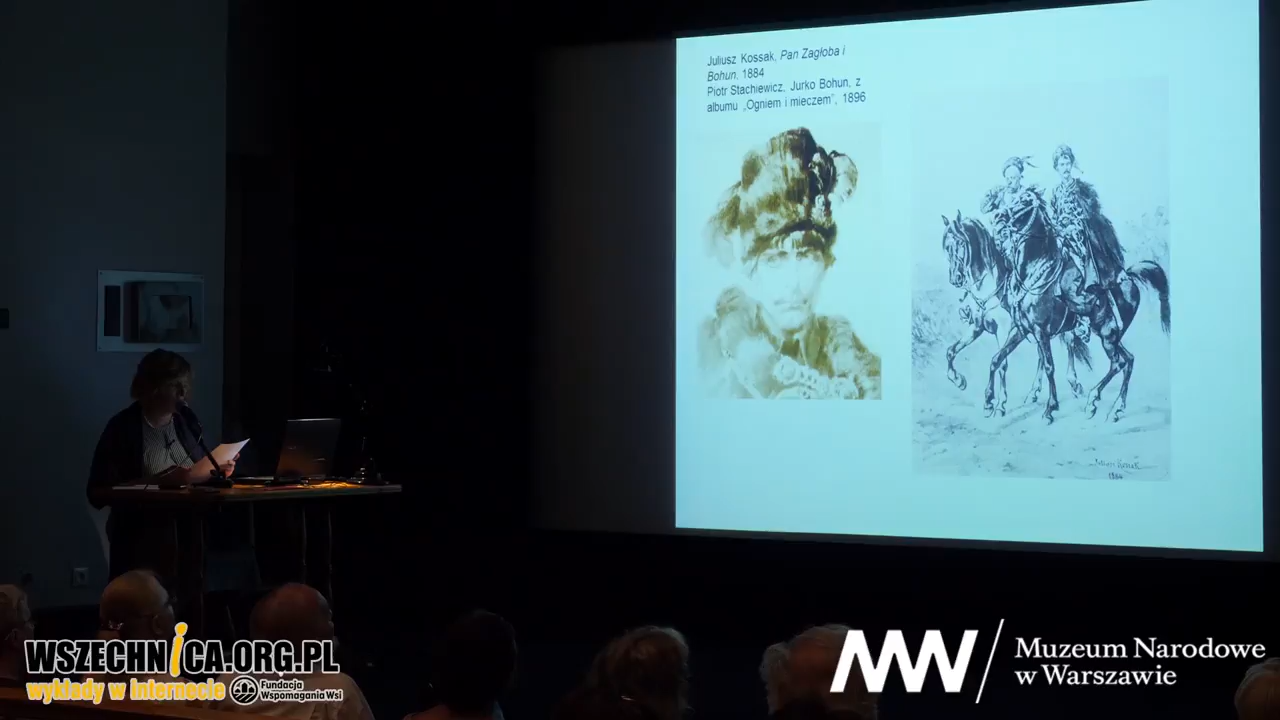 Juliusz Kossak, Pan Zagłoba i
Bohun, 1884
Piotr Stachiewicz, Jurko Bohun, z
albumu „Ogniem i mieczem”, 1896
Juliusz Kossak
1884
WSZECHNICA.ORG.PL
wykłady w internecie
Fundacja
Wspomagania Wsi
MNW
Muzeum Narodowe
w Warszawie